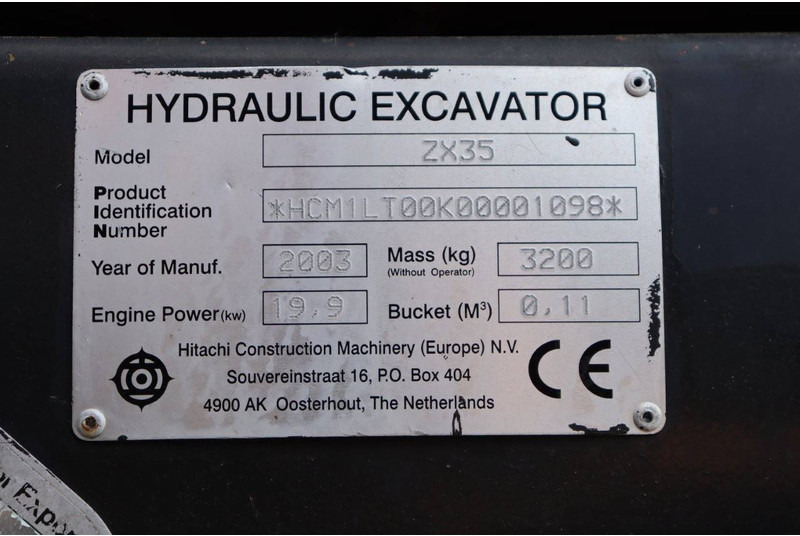 HYDRAULIC EXCAVATOR
Model ZX35
Product
Identification *HCM1LT00K00001098*
Number
Year of Manuf. 2003 Mass (kg) 3200
(Without Operator)
Engine Power(kw) 19,9 Bucket (M³) 0,11
Hitachi Construction Machinery (Europe) N.V.
Souvereinstraat 16, P.O. Box 404
4900 AK Oosterhout, The Netherlands
CE